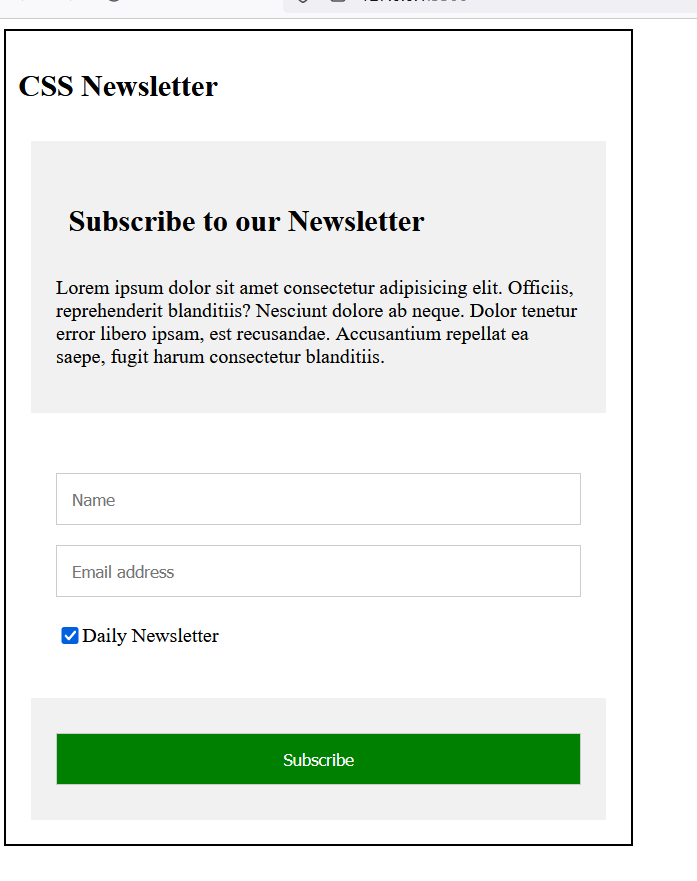 CSS Newsletter
Subscribe to our Newsletter
Lorem ipsum dolor sit amet consectetur adipisicing elit. Officiis,
reprehenderit blanditiis? Nesciunt dolore ab neque. Dolor tenetur
error libero ipsam, est recusandae. Accusantium repellat ea
saepe, fugit harum consectetur blanditiis.
Name
Email address
Daily Newsletter
Subscribe